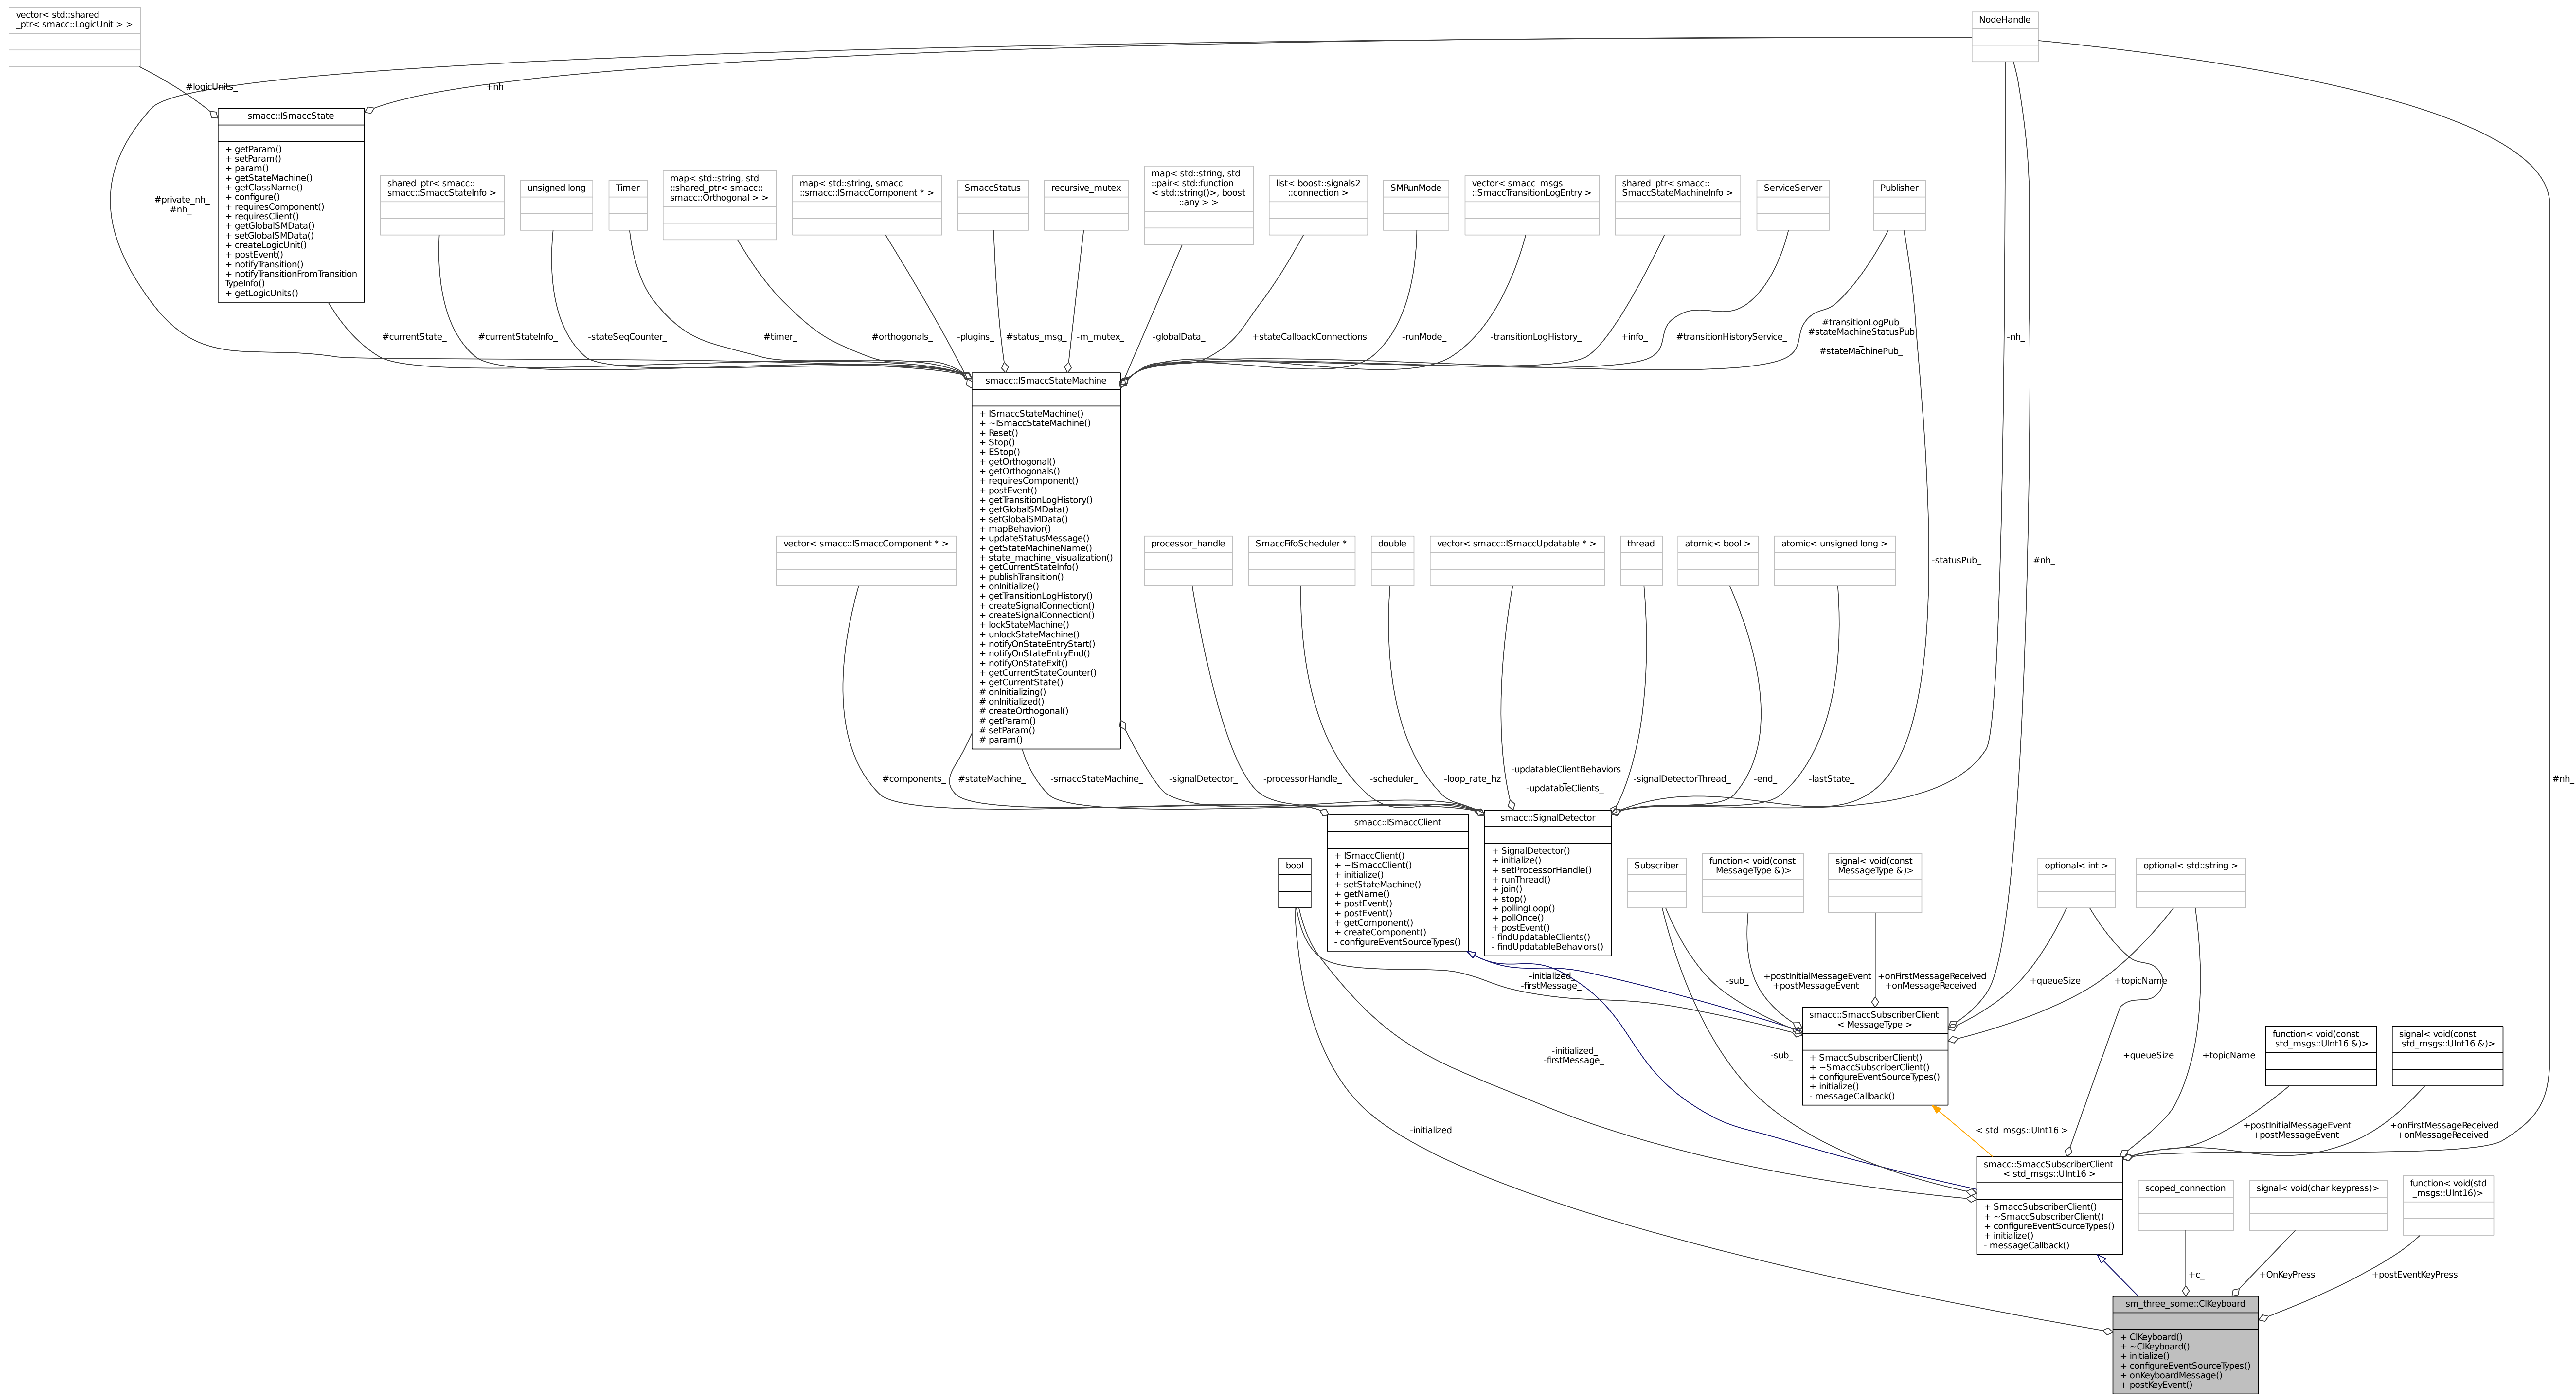 vector< std::shared
_ptr< smacc::LogicUnit > >
NodeHandle
#logicUnits_
+nh
smacc::ISmaccState
+ getParam()
+ setParam()
+ param()
+ getStateMachine()
+ getClassName()
+ configure()
+ requiresComponent()
+ requiresClient()
+ getGlobalSMData()
+ setGlobalSMData()
+ createLogicUnit()
+ postEvent()
+ notifyTransition()
+ notifyTransitionFromTransition
TypeInfo()
+ getLogicUnits()
#private_nh_
#nh_
shared_ptr< smacc::
smacc::SmaccStateInfo >
unsigned long
Timer
map< std::string, std
::shared_ptr< smacc::
smacc::Orthogonal > >
map< std::string, smacc
::smacc::ISmaccComponent * >
SmaccStatus
recursive_mutex
map< std::string, std
::pair< std::function
< std::string()>, boost
::any > >
list< boost::signals2
::connection >
SMRunMode
vector< smacc_msgs
::SmaccTransitionLogEntry >
shared_ptr< smacc::
SmaccStateMachineInfo >
ServiceServer
Publisher
#currentState_
#currentStateInfo_
-stateSeqCounter_
#timer_
#orthogonals_
-plugins_
#status_msg_
-m_mutex_
-globalData_
+stateCallbackConnections
-runMode_
-transitionLogHistory_
+info_
#transitionHistoryService_
#transitionLogPub_
#stateMachineStatusPub
_
#stateMachinePub_
-nh_
smacc::ISmaccStateMachine
+ ISmaccStateMachine()
+ ~ISmaccStateMachine()
+ Reset()
+ Stop()
+ EStop()
+ getOrthogonal()
+ getOrthogonals()
+ requiresComponent()
+ postEvent()
+ getTransitionLogHistory()
+ getGlobalSMData()
+ setGlobalSMData()
+ mapBehavior()
+ updateStatusMessage()
+ getStateMachineName()
+ state_machine_visualization()
+ getCurrentStateInfo()
+ publishTransition()
+ onInitialize()
+ getTransitionLogHistory()
+ createSignalConnection()
+ createSignalConnection()
+ lockStateMachine()
+ unlockStateMachine()
+ notifyOnStateEntryStart()
+ notifyOnStateEntryEnd()
+ notifyOnStateExit()
+ getCurrentStateCounter()
+ getCurrentState()
# onInitializing()
# onInitialized()
# createOrthogonal()
# getParam()
# setParam()
# param()
vector< smacc::ISmaccComponent * >
processor_handle
SmaccFifoScheduler *
double
vector< smacc::ISmaccUpdatable * >
thread
atomic< bool >
atomic< unsigned long >
-statusPub_
#nh_
#components_
#stateMachine_
-smaccStateMachine_
-signalDetector_
-processorHandle_
-scheduler_
-loop_rate_hz
-updatableClientBehaviors
_
-updatableClients_
-signalDetectorThread_
-end_
-lastState_
#nh_
smacc::ISmaccClient
+ ISmaccClient()
+ ~ISmaccClient()
+ initialize()
+ setStateMachine()
+ getName()
+ postEvent()
+ postEvent()
+ getComponent()
+ createComponent()
- configureEventSourceTypes()
smacc::SignalDetector
+ SignalDetector()
+ initialize()
+ setProcessorHandle()
+ runThread()
+ join()
+ stop()
+ pollingLoop()
+ pollOnce()
+ postEvent()
- findUpdatableClients()
- findUpdatableBehaviors()
bool
Subscriber
function< void(const
MessageType &)>
signal< void(const
MessageType &)>
optional< int >
optional< std::string >
-initialized_
-firstMessage_
-sub_
+postInitialMessageEvent
+postMessageEvent
+onFirstMessageReceived
+onMessageReceived
+queueSize
+topicName
smacc::SmaccSubscriberClient
< MessageType >
+ SmaccSubscriberClient()
+ ~SmaccSubscriberClient()
+ configureEventSourceTypes()
+ initialize()
- messageCallback()
function< void(const
std_msgs::UInt16 &)>
signal< void(const
std_msgs::UInt16 &)>
-initialized_
-firstMessage_
-sub_
+queueSize
+topicName
-initialized_
< std_msgs::UInt16 >
+postInitialMessageEvent
+postMessageEvent
+onFirstMessageReceived
+onMessageReceived
smacc::SmaccSubscriberClient
< std_msgs::UInt16 >
+ SmaccSubscriberClient()
+ ~SmaccSubscriberClient()
+ configureEventSourceTypes()
+ initialize()
- messageCallback()
scoped_connection
signal< void(char keypress)>
function< void(std
_msgs::UInt16)>
+c_
+OnKeyPress
+postEventKeyPress
sm_three_some::ClKeyboard
+ ClKeyboard()
+ ~ClKeyboard()
+ initialize()
+ configureEventSourceTypes()
+ onKeyboardMessage()
+ postKeyEvent()